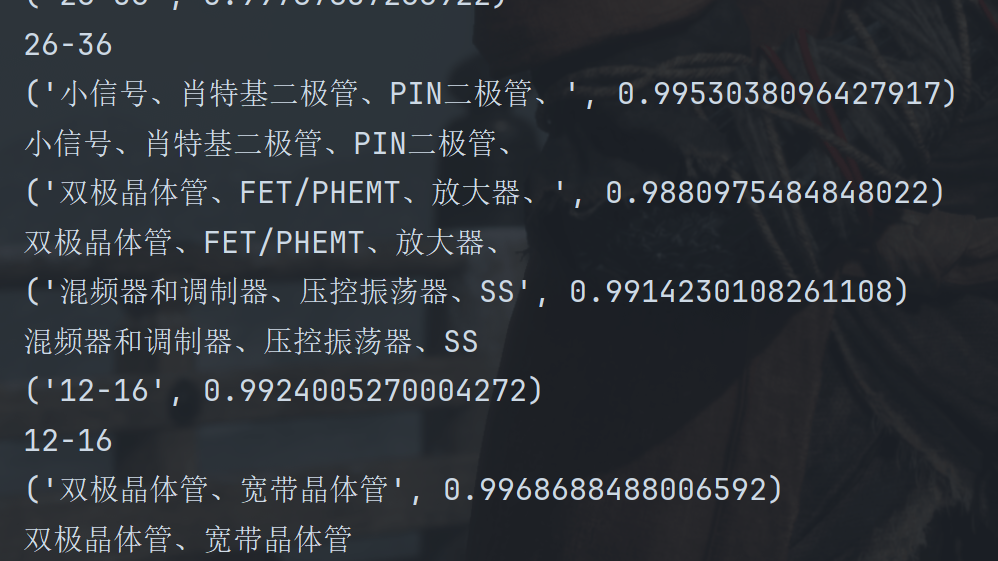 26-36
('小信号、肖特基二极管、PIN二极管、', 0.9953038096427917)
小信号、肖特基二极管、PIN二极管、
('双极晶体管、FET/PHEMT、放大器、', 0.9880975484848022)
双极晶体管、FET/PHEMT、放大器、
('混频器和调制器、压控振荡器、SS', 0.9914230108261108)
混频器和调制器、压控振荡器、SS
('12-16', 0.9924005270004272)
12-16
('双极晶体管、宽带晶体管', 0.9968688488006592)
双极晶体管、宽带晶体管